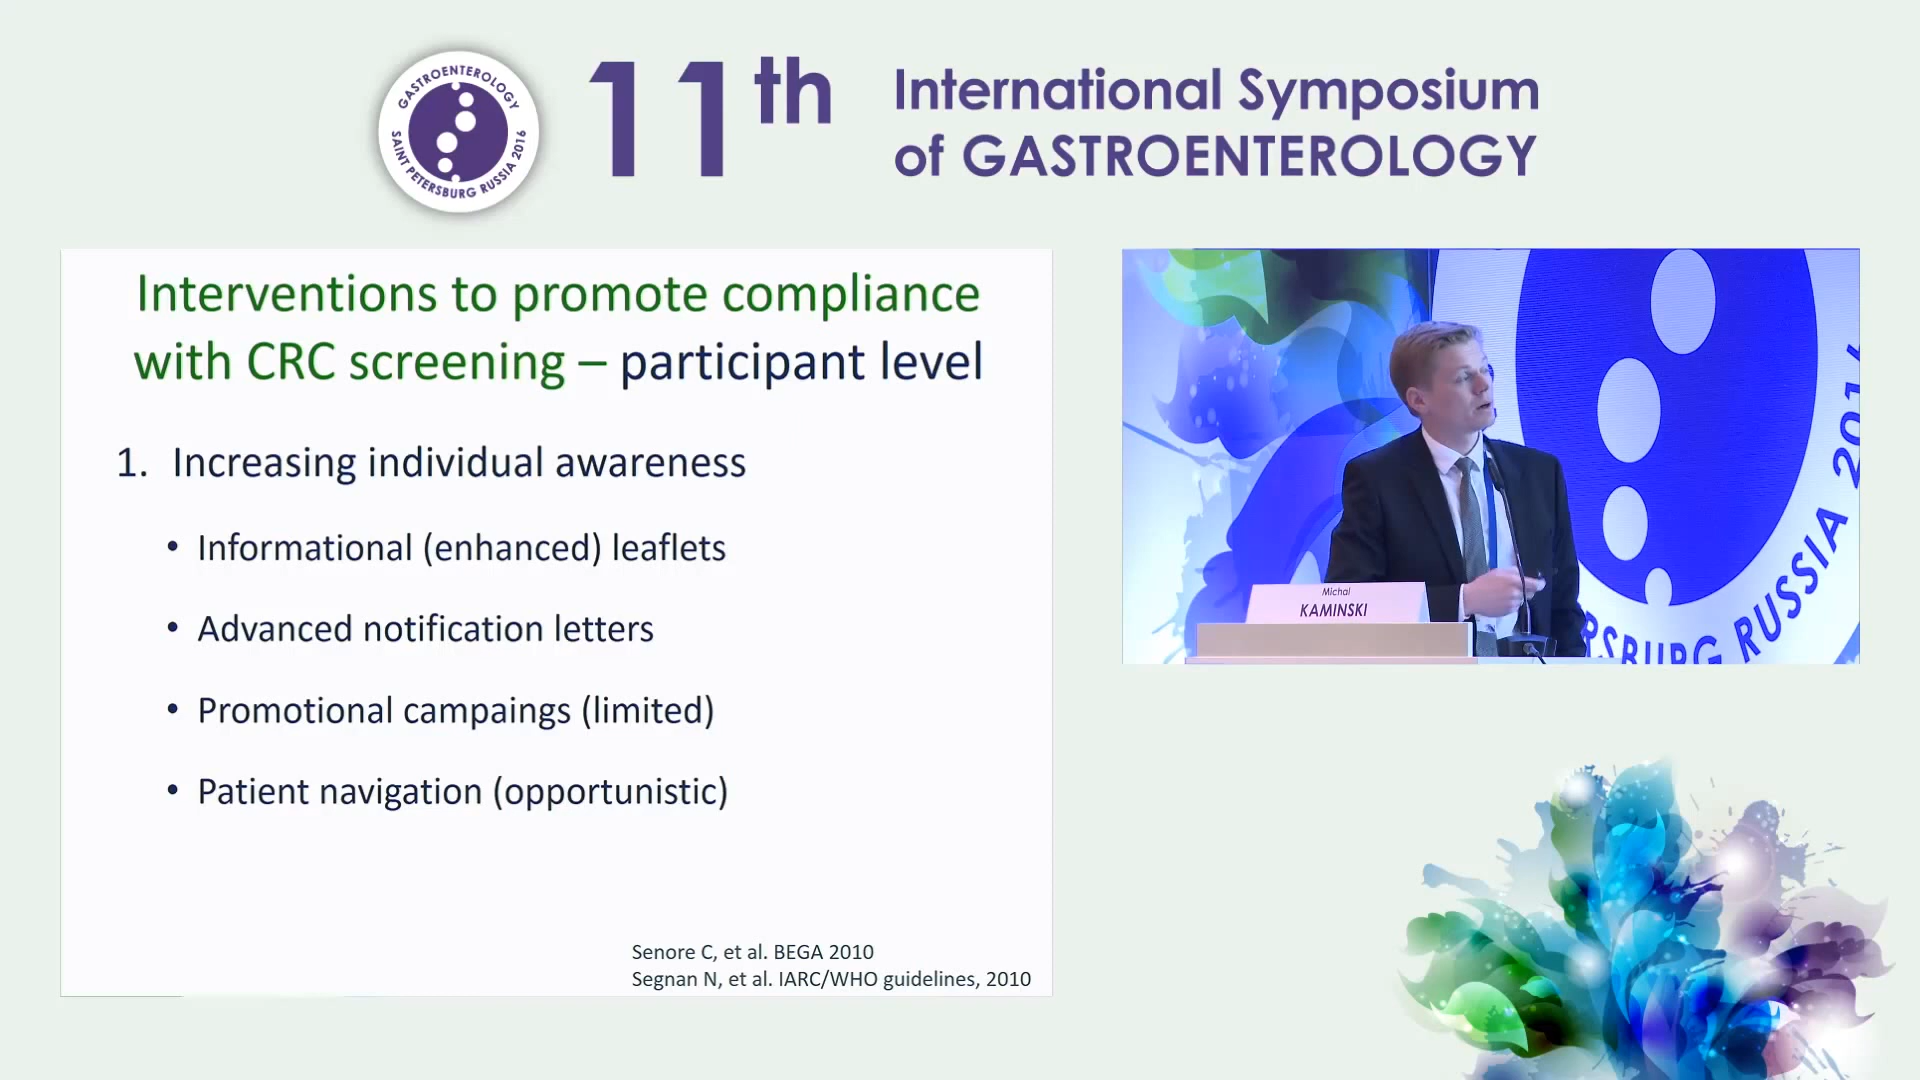 GASTROENTEROLOGY
SAINT PETERSBURG RUSSIA 2016
11th
International Symposium
of GASTROENTEROLOGY
Interventions to promote compliance
with CRC screening – participant level
1. Increasing individual awareness
• Informational (enhanced) leaflets
• Advanced notification letters
• Promotional campaings (limited)
• Patient navigation (opportunistic)
Senore C, et al. BEGA 2010
Segnan N, et al. IARC/WHO guidelines, 2010
Michal
KAMINSKI
RSBURG RUSSIA 201